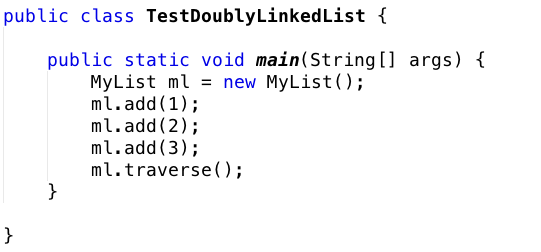 public class TestDoublyLinkedList {
public static void main(String[] args) {
MyList ml = new MyList();
ml.add(1);
ml.add(2);
ml.add(3);
ml.traverse();
}
}